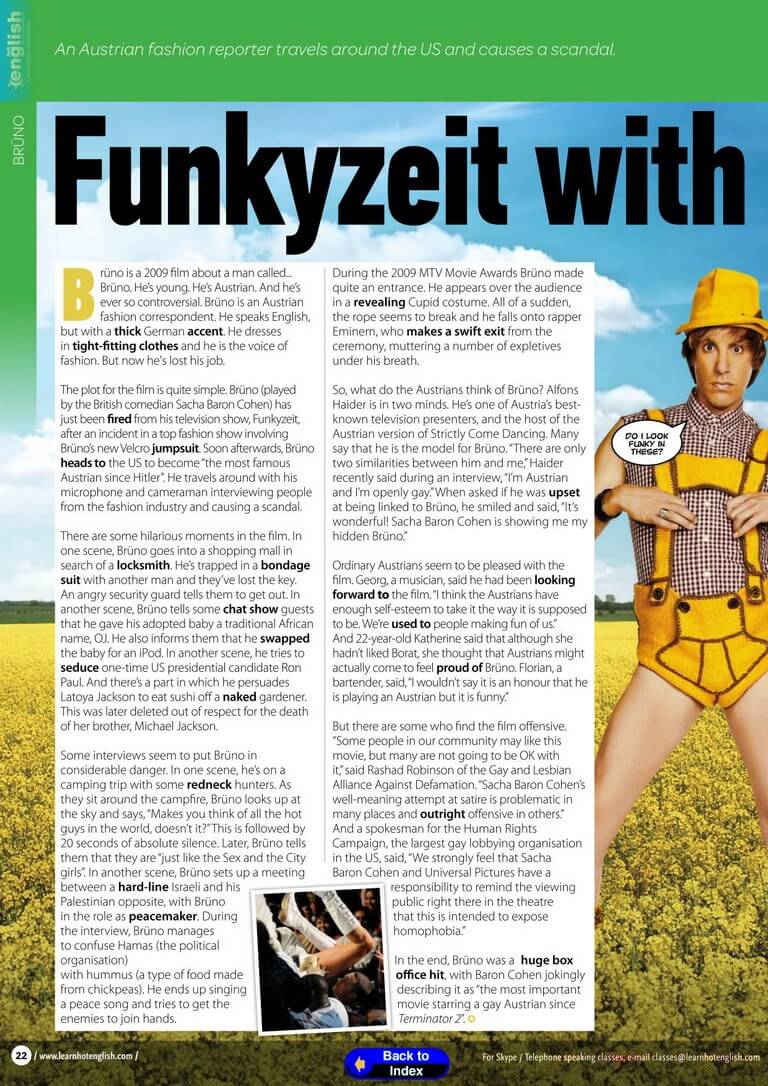 english
An Austrian fashion reporter travels around the US and causes a scandal.
BRÜNO
Funkyzeit with
Brüno is a 2009 film about a man called...
Brüno. He's young. He's Austrian. And he's
ever so controversial. Brüno is an Austrian
fashion correspondent. He speaks English,
but with a thick German accent. He dresses
in tight-fitting clothes and he is the voice of
fashion. But now he's lost his job.
The plot for the film is quite simple. Brüno (played
by the British comedian Sacha Baron Cohen) has
just been fired from his television show, Funkyzeit,
after an incident in a top fashion show involving
Brüno's new Velcro jumpsuit. Soon afterwards, Brüno
heads to the US to become "the most famous
Austrian since Hitler". He travels around with his
microphone and cameraman interviewing people
from the fashion industry and causing a scandal.
There are some hilarious moments in the film. In
one scene, Brüno goes into a shopping mall in
search of a locksmith. He's trapped in a bondage
suit with another man and they've lost the key.
An angry security guard tells them to get out. In
another scene, Brüno tells some chat show guests
that he gave his adopted baby a traditional African
name, OJ. He also informs them that he swapped
the baby for an iPod. In another scene, he tries to
seduce one-time US presidential candidate Ron
Paul. And there's a part in which he persuades
Latoya Jackson to eat sushi off a naked gardener.
This was later deleted out of respect for the death
of her brother, Michael Jackson.
Some interviews seem to put Brüno in
considerable danger. In one scene, he's on a
camping trip with some redneck hunters. As
they sit around the campfire, Brüno looks up at
the sky and says, "Makes you think of all the hot
guys in the world, doesn't it?" This is followed by
20 seconds of absolute silence. Later, Brüno tells
them that they are "just like the Sex and the City
girls". In another scene, Brüno sets up a meeting
between a hard-line Israeli and his
Palestinian opposite, with Brüno
in the role as peacemaker. During
the interview, Brüno manages
to confuse Hamas (the political
organisation)
with hummus (a type of food made
from chickpeas). He ends up singing
a peace song and tries to get the
enemies to join hands.
During the 2009 MTV Movie Awards Brüno made
quite an entrance. He appears over the audience
in a revealing Cupid costume. All of a sudden,
the rope seems to break and he falls onto rapper
Eminem, who makes a swift exit from the
ceremony, muttering a number of expletives
under his breath.
So, what do the Austrians think of Brüno? Alfons
Haider is in two minds. He's one of Austria's best-
known television presenters, and the host of the
Austrian version of Strictly Come Dancing. Many
say that he is the model for Brüno. "There are only
two similarities between him and me," Haider
recently said during an interview, "I'm Austrian
and I'm openly gay." When asked if he was upset
at being linked to Brüno, he smiled and said, "It's
wonderful! Sacha Baron Cohen is showing me my
hidden Brüno."
Ordinary Austrians seem to be pleased with the
film. Georg, a musician, said he had been looking
forward to the film. "I think the Austrians have
enough self-esteem to take it the way it is supposed
to be. We're used to people making fun of us."
And 22-year-old Katherine said that although she
hadn't liked Borat, she thought that Austrians might
actually come to feel proud of Brüno. Florian, a
bartender, said, "I wouldn't say it is an honour that he
is playing an Austrian but it is funny."
But there are some who find the film offensive.
"Some people in our community may like this
movie, but many are not going to be OK with
it," said Rashad Robinson of the Gay and Lesbian
Alliance Against Defamation. "Sacha Baron Cohen's
well-meaning attempt at satire is problematic in
many places and outright offensive in others."
And a spokesman for the Human Rights
Campaign, the largest gay lobbying organisation
in the US, said, "We strongly feel that Sacha
Baron Cohen and Universal Pictures have a
responsibility to remind the viewing
public right there in the theatre
that this is intended to expose
homophobia."
In the end, Brüno was a huge box
office hit, with Baron Cohen jokingly
describing it as "the most important
movie starring a gay Austrian since
Terminator 2".
DO I LOOK
FUNKY IN
THESE?
22 / www.learnhotenglish.com /
Back to
Index
For Skype / Telephone speaking classes, e-mail classes@learnhotenglish.com